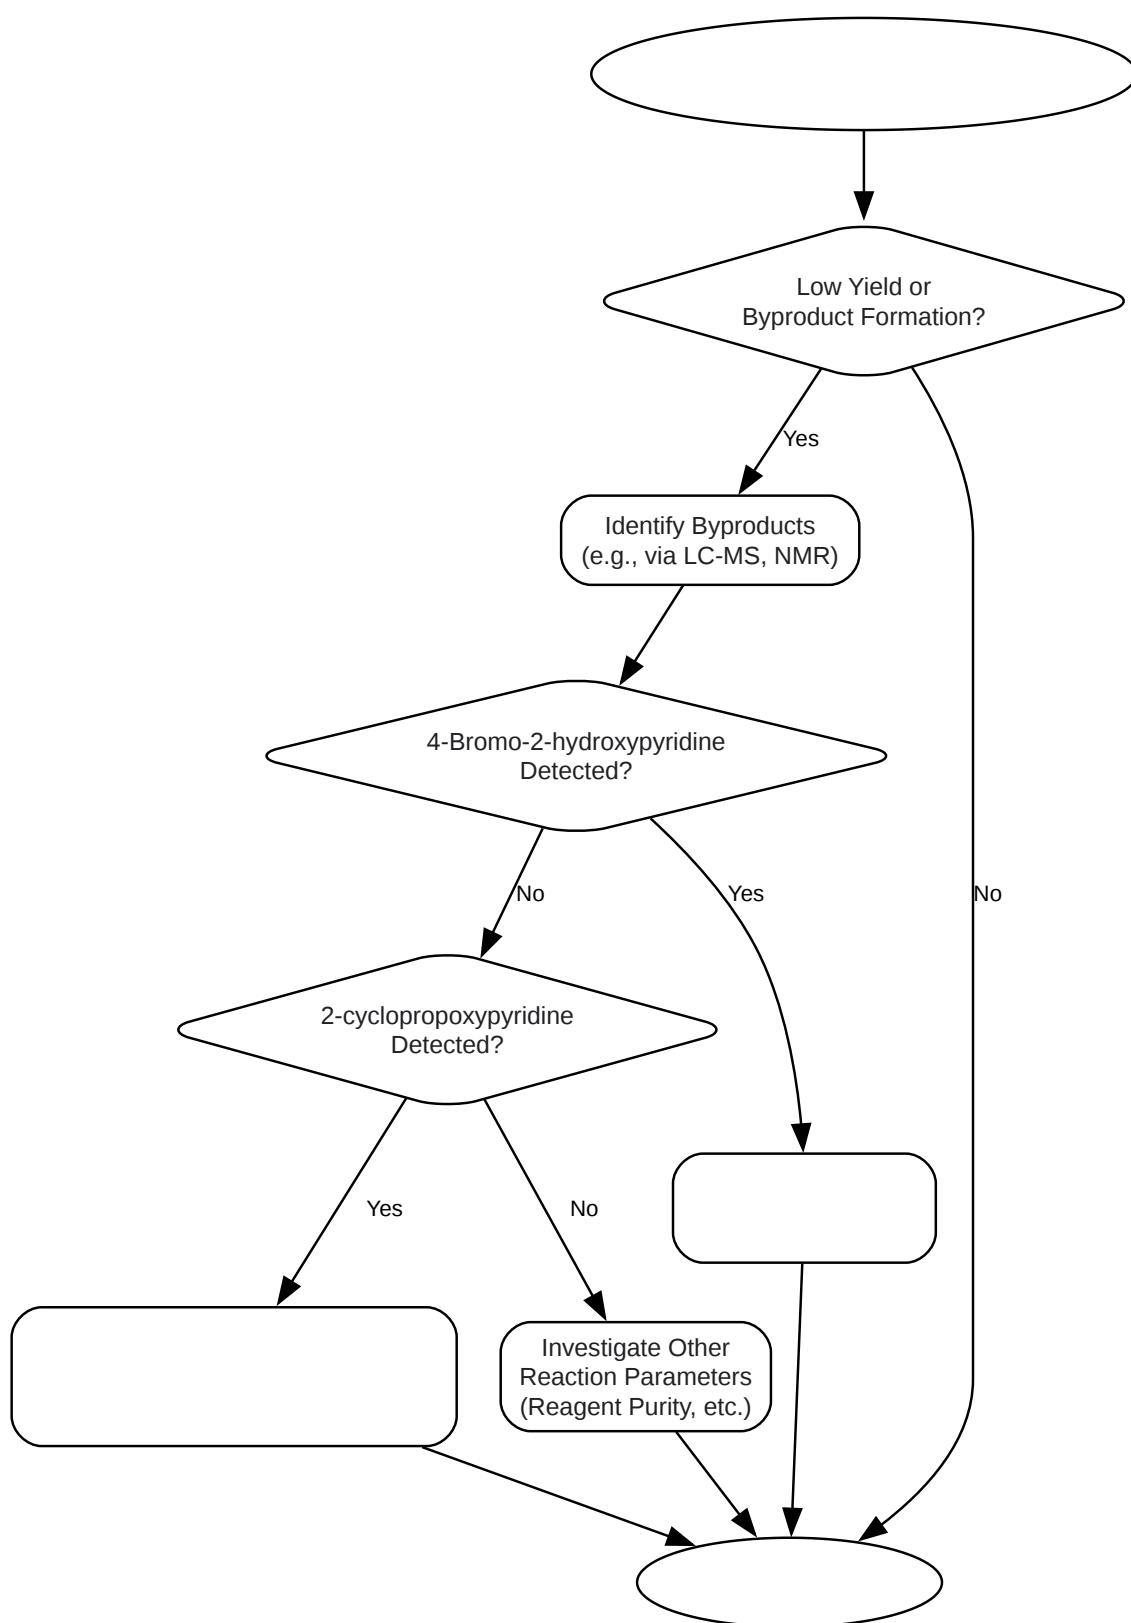 Low Yield or
Byproduct Formation?
Yes
Identify Byproducts
(e.g., via LC-MS, NMR)
4-Bromo-2-hydroxypyridine
Detected?
No
Yes
No
2-cyclopropoxypyridine
Detected?
Yes
No
Investigate Other
Reaction Parameters
(Reagent Purity, etc.)